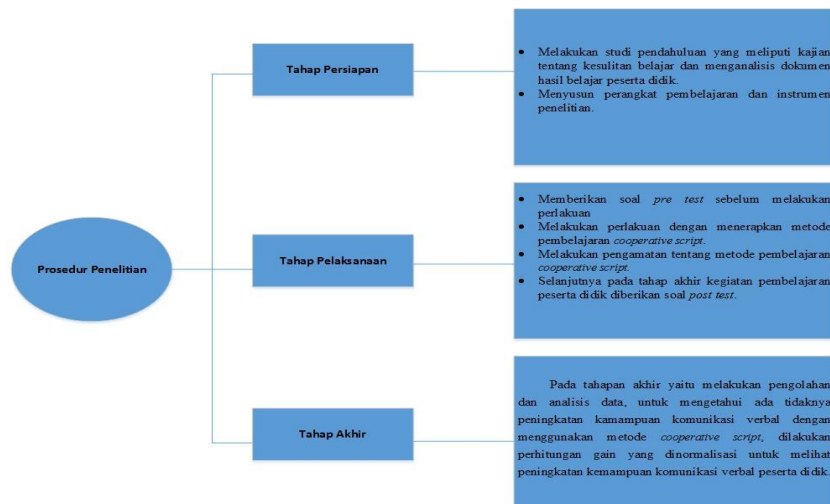 Prosedur Penelitian
Tahap Persiapan
• Melakukan studi pendahuluan yang meliputi kajian
tentang kesulitan belajar dan menganalisis dokumen
hasil belajar peserta didik.
• Menyusun perangkat pembelajaran dan instrumen
penelitian.
Tahap Pelaksanaan
• Memberikan soal pre test sebelum melakukan
perlakuan
• Melakukan perlakuan dengan menerapkan metode
pembelajaran cooperative script.
• Melakukan pengamatan tentang metode pembelajaran
cooperative script.
• Selanjutnya pada tahap akhir kegiatan pembelajaran
peserta didik diberikan soal post test.
Tahap Akhir
Pada tahapan akhir yaitu melakukan pengolahan
dan analisis data, untuk mengetahui ada tidaknya
peningkatan kamampuan komunikasi verbal dengan
menggunakan metode cooperative script, dilakukan
perhitungan gain yang dinormalisasi untuk melihat
peningkatan kemampuan komunikasi verbal peserta didik.